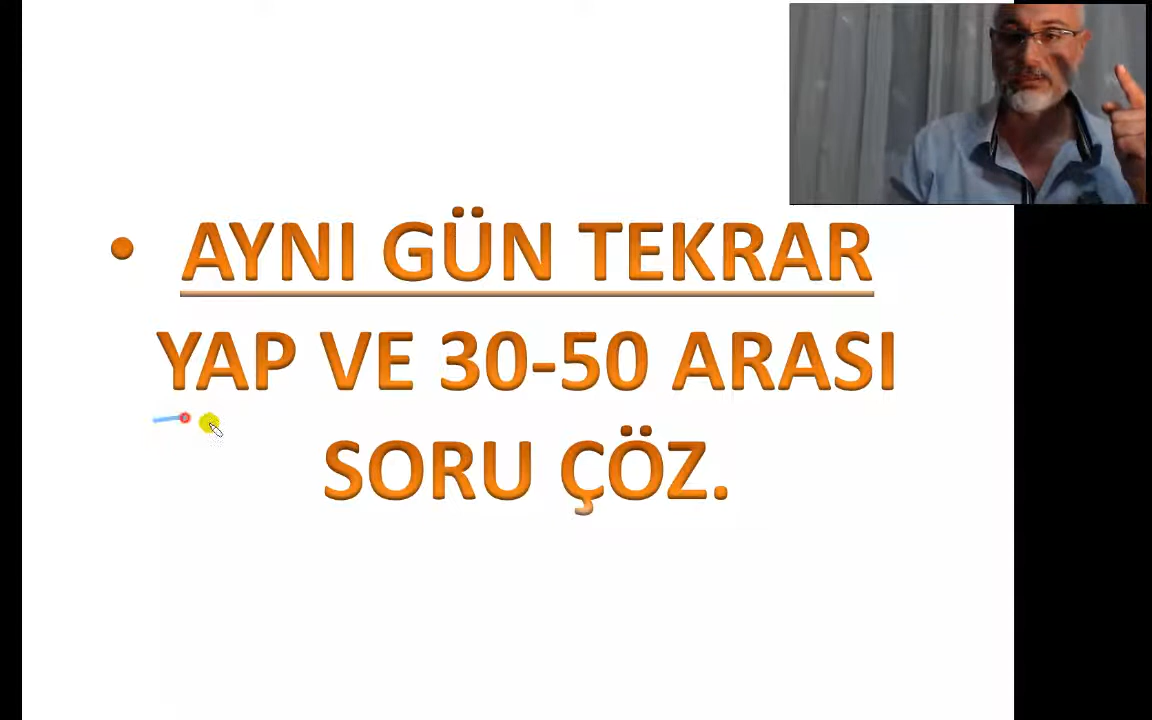 • AYNI GÜN TEKRAR
YAP VE 30-50 ARASI
SORU ÇÖZ.